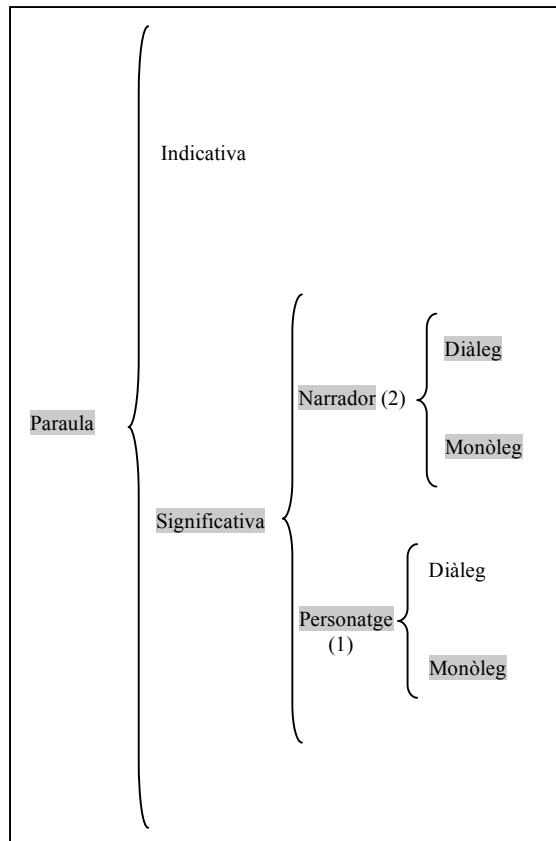 Indicativa
Diàleg
Narrador (2)
Paraula
Monòleg
Significativa
Diàleg
Personatge
(1)
Monòleg